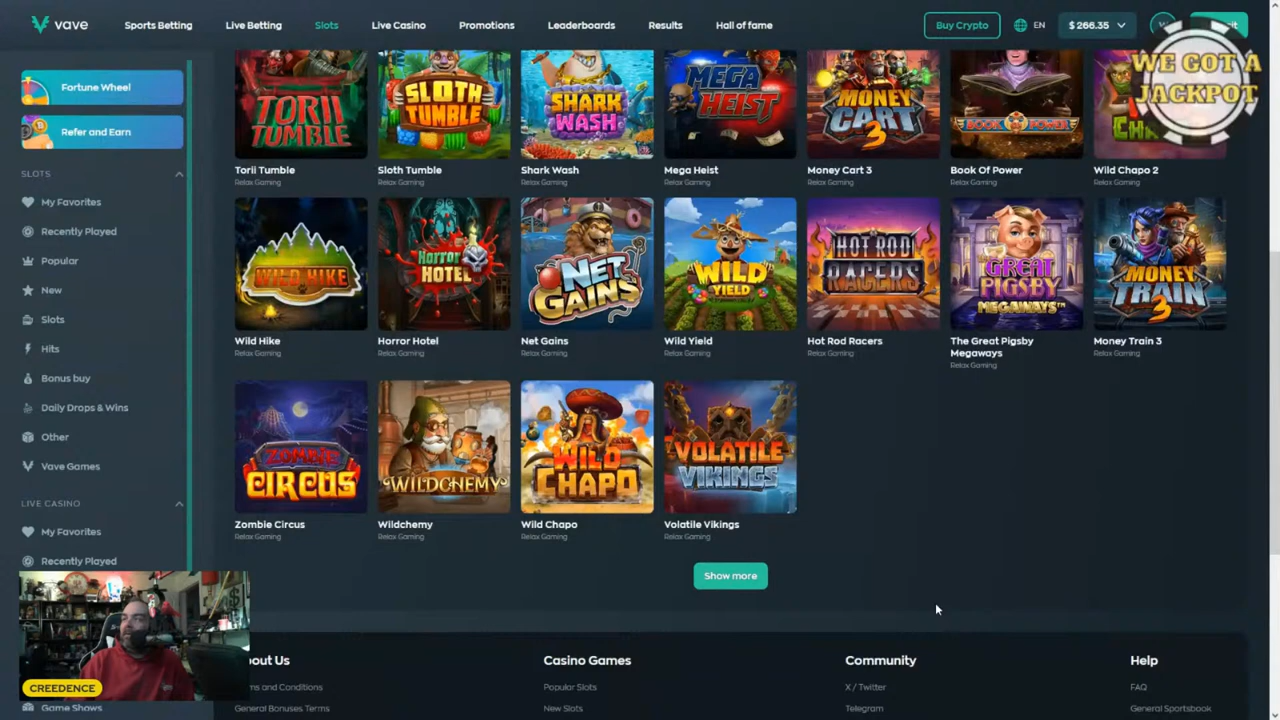 vave
Sports Betting
Live Betting
Slots
Live Casino
Promotions
Leaderboards
Results
Hall of fame
Buy Crypto
EN
$ 266.35
WE GOT A
JACKPOT
Fortune Wheel
Refer and Earn
SLOTS
My Favorites
Recently Played
Popular
New
Slots
Hits
Bonus buy
Daily Drops & Wins
Other
Vave Games
LIVE CASINO
My Favorites
Recently Played
Game Shows
CREEDENCE
TORII
TUMBLE
SLOTH
TUMBLE
SHARK
WASH
MEGA
HEIST
MONEY
CART
3
BOOK OF POWER
WILD
Torii Tumble
Relax Gaming
Sloth Tumble
Relax Gaming
Shark Wash
Relax Gaming
Mega Heist
Relax Gaming
Money Cart 3
Relax Gaming
Book Of Power
Relax Gaming
Wild Chapo 2
Relax Gaming
WILD HIKE
HORROR
HOTEL
NET
GAINS
WILD
YIELD
HOT ROD
RACERS
THE
GREAT
PIGSBY
MEGAWAYS™
MONEY
TRAIN
3
Wild Hike
Relax Gaming
Horror Hotel
Relax Gaming
Net Gains
Relax Gaming
Wild Yield
Relax Gaming
Hot Rod Racers
Relax Gaming
The Great Pigsby
Megaways
Relax Gaming
Money Train 3
Relax Gaming
ZOMBIE
CIRCUS
WILDCHEMY
WILD
CHAPO
VOLATILE
VIKINGS
Zombie Circus
Relax Gaming
Wildchemy
Relax Gaming
Wild Chapo
Relax Gaming
Volatile Vikings
Relax Gaming
Show more
out Us
ms and Conditions
General Bonuses Terms
Casino Games
Popular Slots
New Slots
Community
X / Twitter
Telegram
Help
FAQ
General Sportsbook